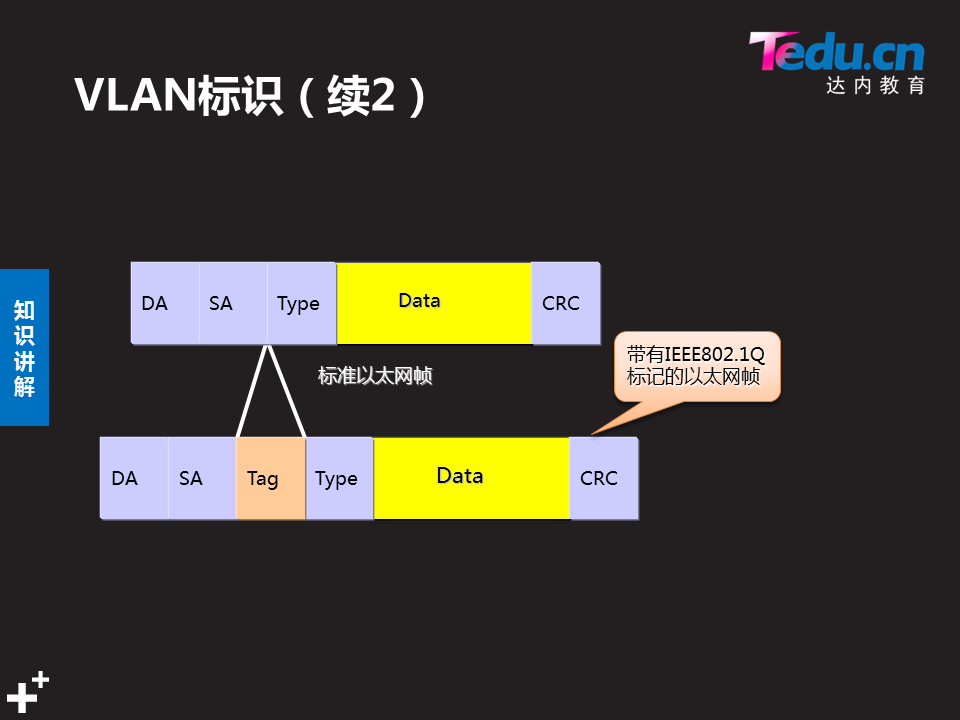 Tedu.cn
达内教育
VLAN标识（续2）
知
识
讲
解
DA SA Type Data CRC
标准以太网帧
带有IEEE802.1Q
标记的以太网帧
DA SA Tag Type Data CRC